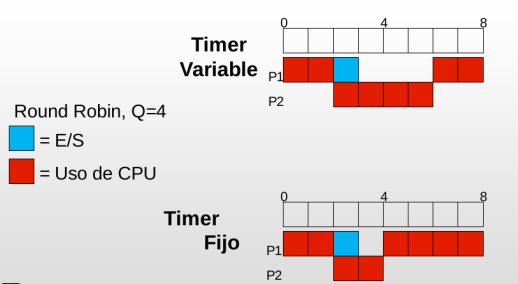 0 4 8
Timer
Variable
P1
P2
Round Robin, Q=4
= E/S
= Uso de CPU
0 4 8
Timer
Fijo
P1
P2